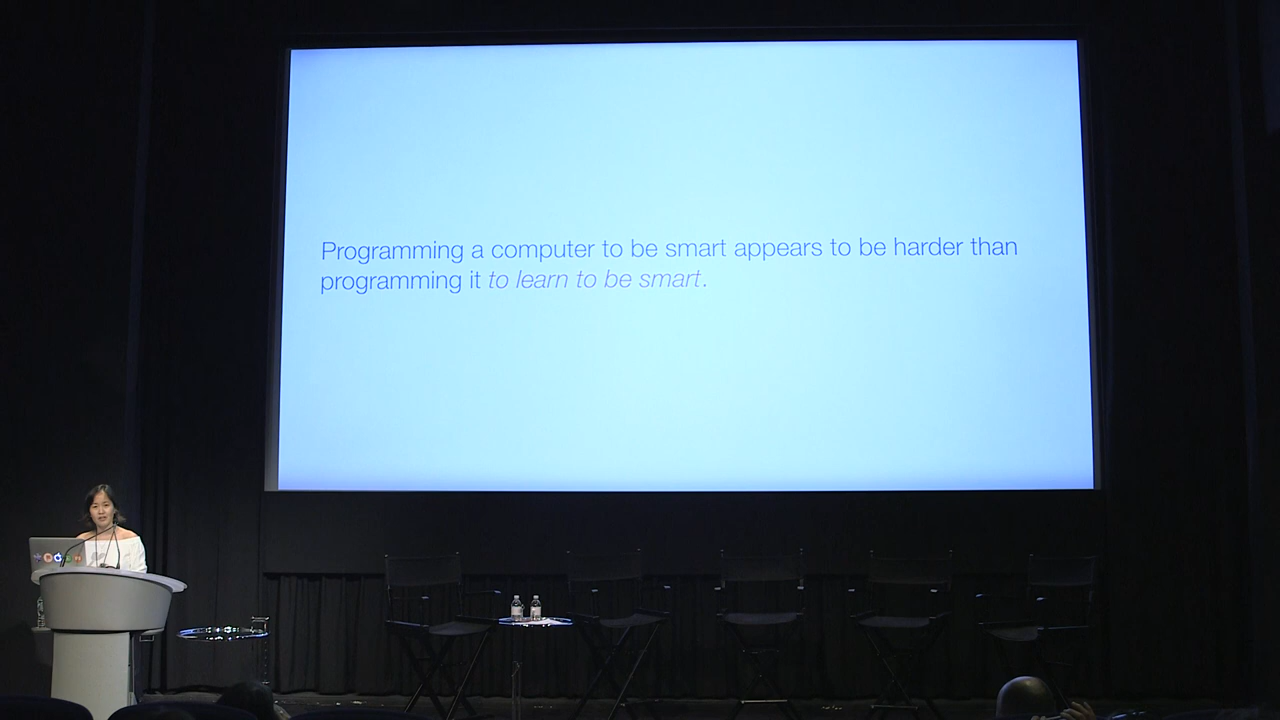 Programming a computer to be smart appears to be harder than
programming it to learn to be smart.